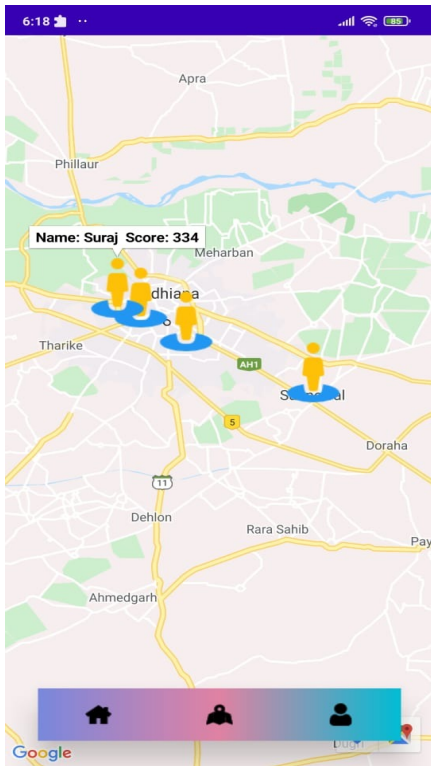 6:18
85
Apra
Phillaur
Name: Suraj Score: 334
Meherban
dhiana
Tharike
AH1
5
Doraha
11
Dehlon
Rara Sahib
Pay
Ahmedgarh
Google